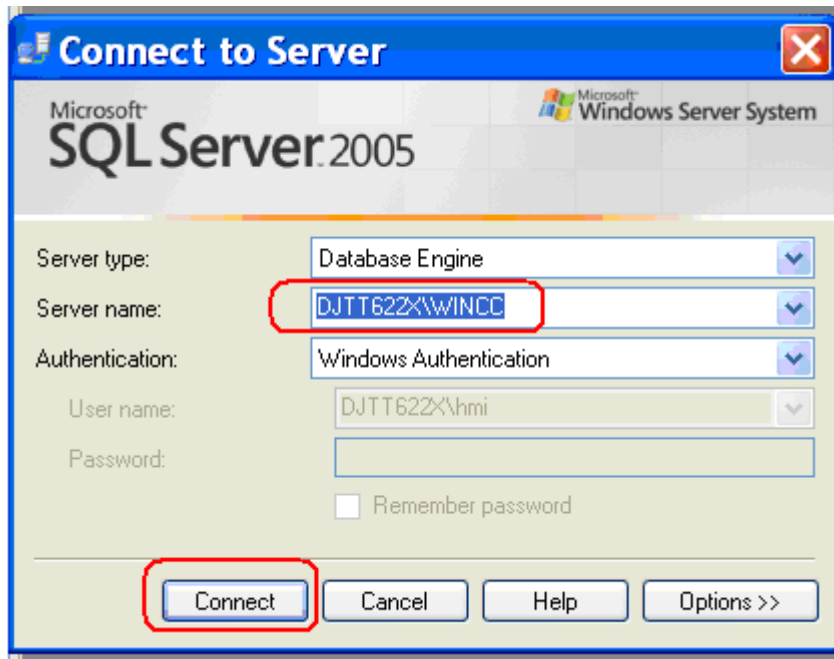 Connect to Server
Microsoft
SQL Server 2005
Microsoft
Windows Server System
Server type:
Database Engine
Server name:
DJTT622X\WINCC
Authentication:
Windows Authentication
User name:
DJTT622X\hmi
Password:
Remember password
Connect
Cancel
Help
Options >>